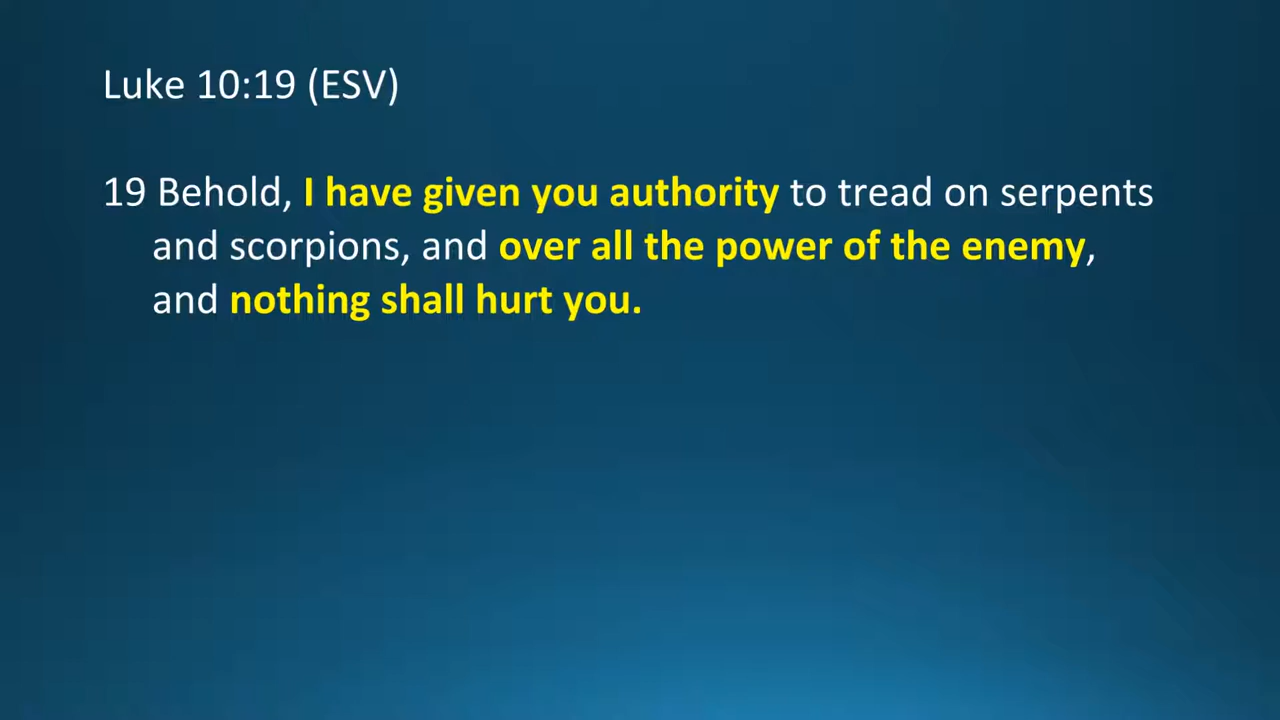 Luke 10:19 (ESV)
19 Behold, I have given you authority to tread on serpents
and scorpions, and over all the power of the enemy,
and nothing shall hurt you.